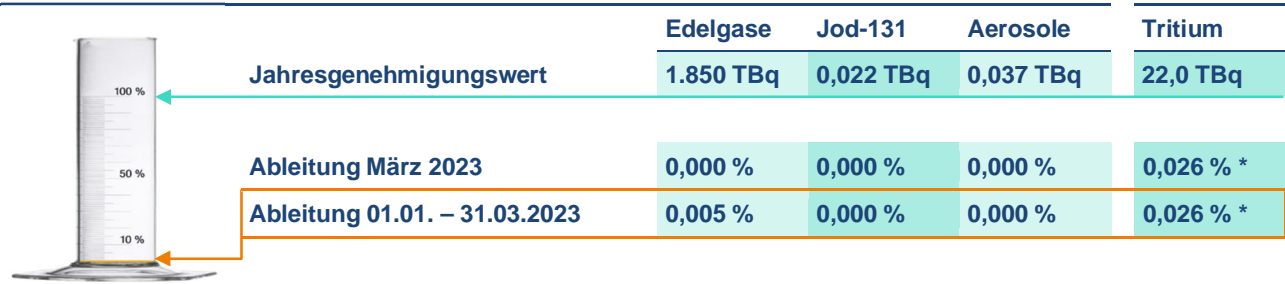 Edelgase Jod-131 Aerosole Tritium
Jahresgenehmigungswert 1.850 TBq 0,022 TBq 0,037 TBq 22,0 TBq
100 %
Ableitung März 2023 0,000 % 0,000 % 0,000 % 0,026 % *
50 %
Ableitung 01.01. – 31.03.2023 0,005 % 0,000 % 0,000 % 0,026 % *
10 %